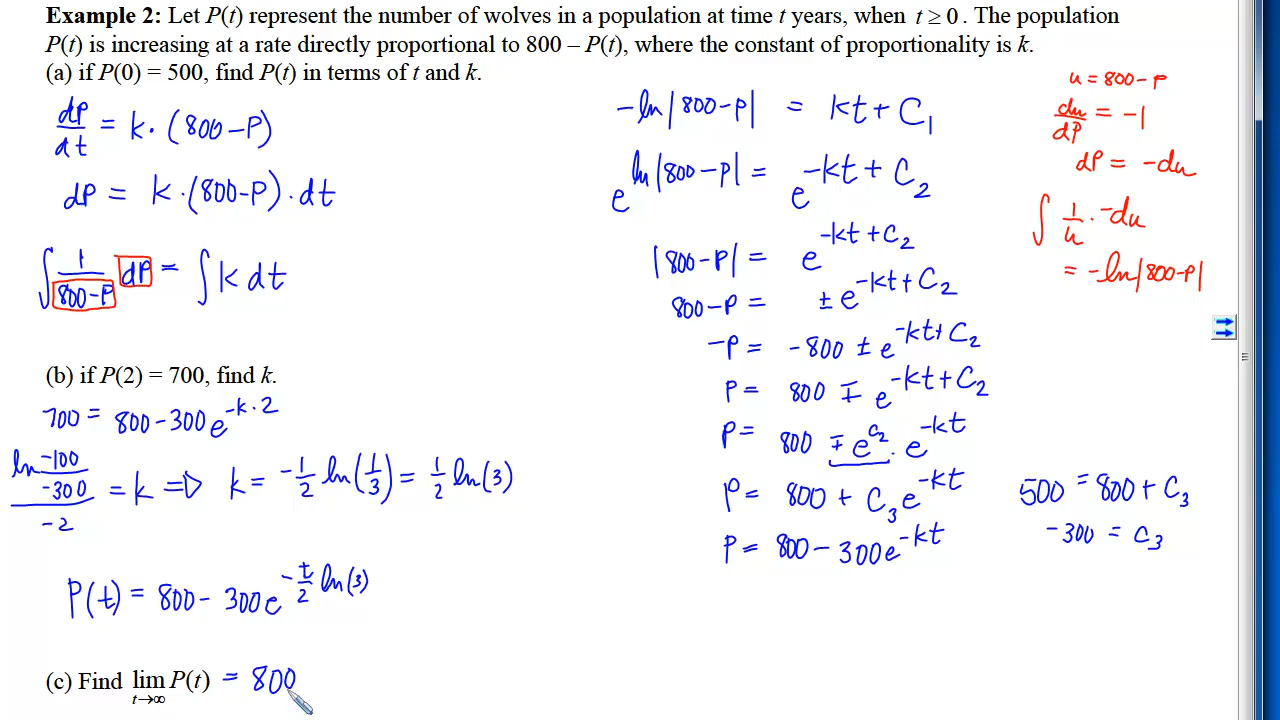 Example 2: Let P(t) represent the number of wolves in a population at time t years, when t ≥ 0. The population
P(t) is increasing at a rate directly proportional to 800 – P(t), where the constant of proportionality is k.
(a) if P(0) = 500, find P(t) in terms of t and k.
dP/dt = k · (800-P)
dP = k · (800-P) · dt
∫ 1/(800-P) dP = ∫ k dt
-ln|800-P| = kt + C₁
e^(ln|800-P|) = e^(-kt + C₂)
|800-P| = e^(-kt + C₂)
800-P = ± e^(-kt + C₂)
-P = -800 ± e^(-kt + C₂)
P = 800 ∓ e^(-kt + C₂)
P = 800 ∓ e^(C₂) · e^(-kt)
P = 800 + C₃e^(-kt)
P = 800 - 300e^(-kt)
u = 800-P
du/dP = -1
dP = -du
∫ 1/u · -du
= -ln|800-P|
500 = 800 + C₃
-300 = C₃
(b) if P(2) = 700, find k.
700 = 800 - 300e^(-k · 2)
(ln (-100/-300))/(-2) = k ⇒ k = -1/2 ln(1/3) = 1/2 ln(3)
P(t) = 800 - 300e^(-t/2 ln(3))
(c) Find lim t→∞ P(t) = 800